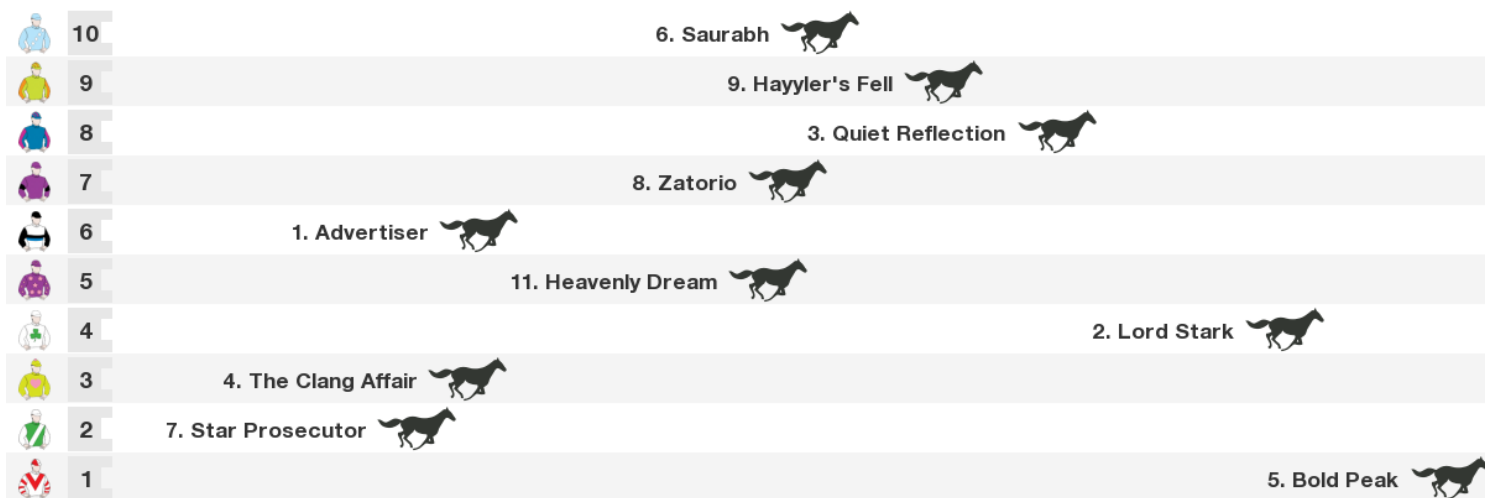 10 6. Saurabh
9 9. Hayyler's Fell
8 3. Quiet Reflection
7 8. Zatorio
6 1. Advertiser
5 11. Heavenly Dream
4 2. Lord Stark
3 4. The Clang Affair
2 7. Star Prosecutor
1 5. Bold Peak